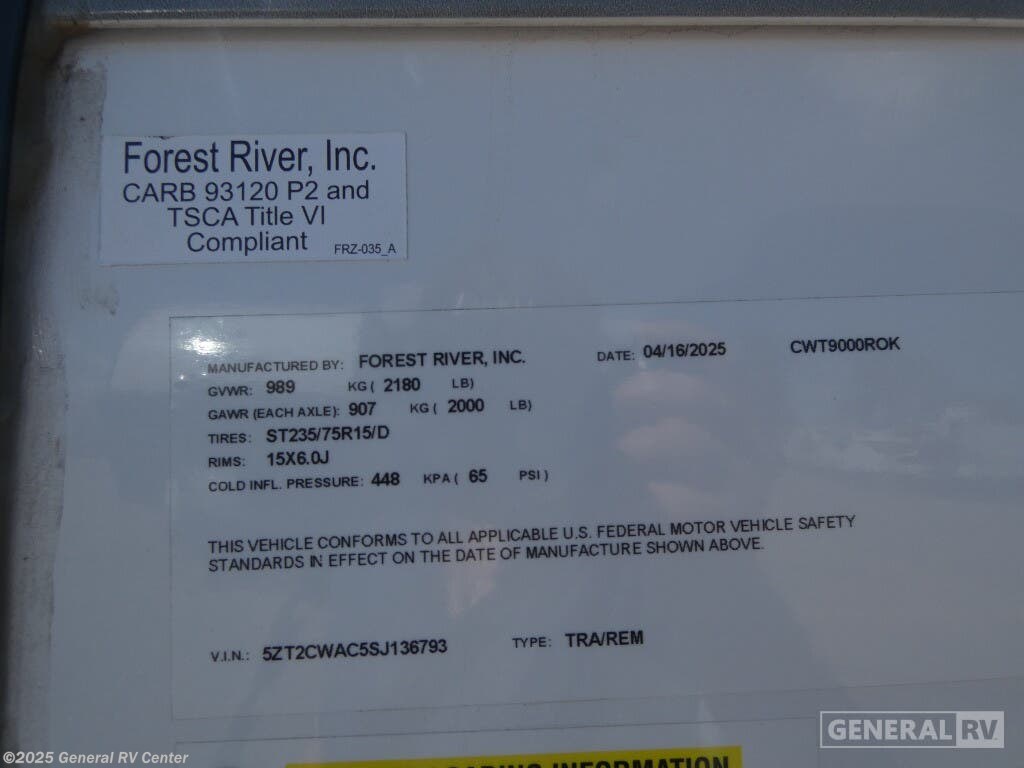 Forest River, Inc.
CARB 93120 P2 and
TSCA Title VI
Compliant FRZ-035_A
MANUFACTURED BY: FOREST RIVER, INC. DATE: 04/16/2025 CWT9000ROK
GVWR: 989 KG ( 2180 LB)
GAWR (EACH AXLE): 907 KG ( 2000 LB)
TIRES: ST235/75R15/D
RIMS: 15X6.0J
COLD INFL. PRESSURE: 448 KPA ( 65 PSI )
THIS VEHICLE CONFORMS TO ALL APPLICABLE U.S. FEDERAL MOTOR VEHICLE SAFETY
STANDARDS IN EFFECT ON THE DATE OF MANUFACTURE SHOWN ABOVE.
V.I.N.: 5ZT2CWAC5SJ136793 TYPE: TRA/REM
GENERAL RV
INFORMATION
©2025 General RV Center